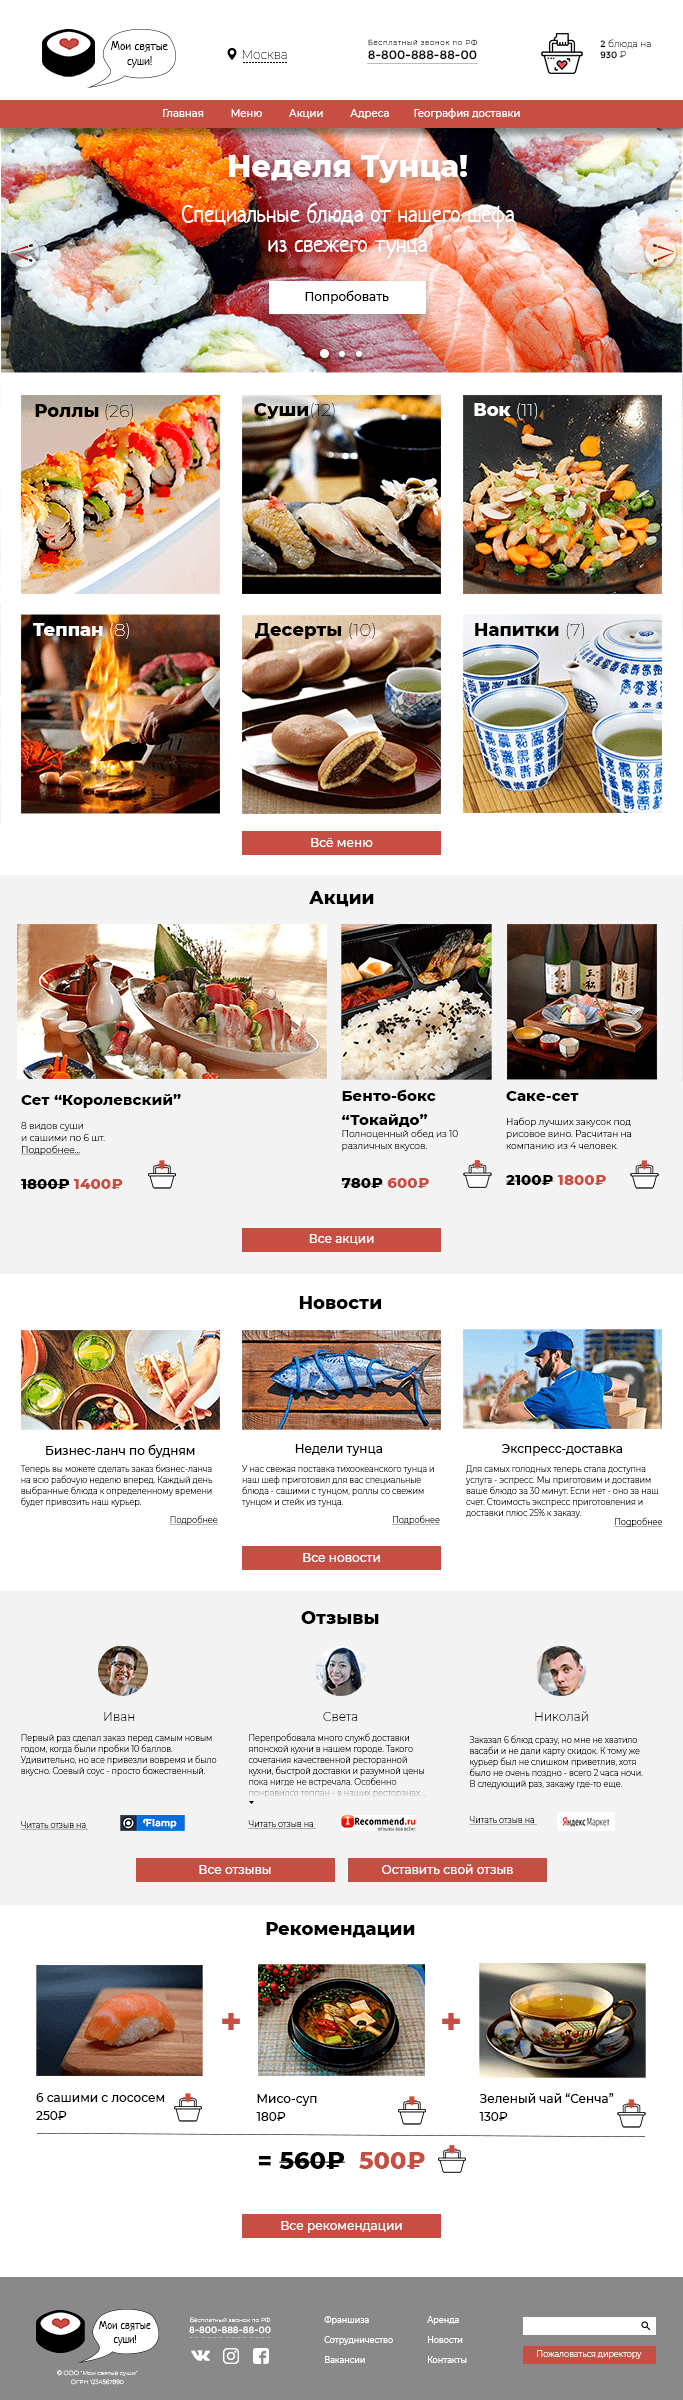 Мои святые
суши!
Москва
Бесплатный звонок по РФ
8-800-888-88-00
2 блюда на
930 ₽
Главная Меню Акции Адреса География доставки
Неделя Тунца!
Специальные блюда от нашего шефа
из свежего тунца
Попробовать
Роллы (26)
Суши(12)
Вок (11)
Теппан (8)
Десерты (10)
Напитки (7)
Всё меню
Акции
Сет “Королевский”
8 видов суши
и сашими по 6 шт.
Подробнее...
1800₽ 1400₽
Бенто-бокс
“Токайдо”
Полноценный обед из 10
различных вкусов.
780₽ 600₽
Саке-сет
Набор лучших закусок под
рисовое вино. Расчитан на
компанию из 4 человек.
2100₽ 1800₽
Все акции
Новости
Бизнес-ланч по будням
Теперь вы можете сделать заказ бизнес-ланча
на всю рабочую неделю вперед. Каждый день
выбранные блюда к определенному времени
будет привозить наш курьер.
Подробнее
Недели тунца
У нас свежая поставка тихоокеанского тунца и
наш шеф приготовил для вас специальные
блюда - сашими с тунцом, роллы со свежим
тунцом и стейк из тунца.
Подробнее
Экспресс-доставка
Для самых голодных теперь стала доступна
услуга - эспресс. Мы приготовим и доставим
ваше блюдо за 30 минут. Если нет - оно за наш
счет. Стоимость экспресс приготовления и
доставки плюс 25% к заказу.
Подробнее
Все новости
Отзывы
Иван
Первый раз сделал заказ перед самым новым
годом, когда были пробки 10 баллов.
Удивительно, но все привезли вовремя и было
вкусно. Соевый соус - просто божественный.
Читать отзыв на
Flamp
Света
Перепробовала много служб доставки
японской кухни в нашем городе. Такого
сочетания качественной ресторанной
кухни, быстрой доставки и разумной цены
пока нигде не встречала. Особенно
понравился теппан - в наших ресторанах ...
Читать отзыв на
IRecommend.ru
Николай
Заказал 6 блюд сразу, но мне не хватило
васаби и не дали карту скидок. К тому же
курьер был не слишком приветлив, хотя
было не очень поздно - всего 2 часа ночи.
В следующий раз, закажу где-то еще.
Читать отзыв на
Яндекс Маркет
Все отзывы
Оставить свой отзыв
Рекомендации
+
+
6 сашими с лососем
250₽
Мисо-суп
180₽
Зеленый чай “Сенча”
130₽
= 560₽ 500₽
Все рекомендации
Мои святые
суши!
© ООО "Мои святые суши"
ОГРН 1234567890
Бесплатный звонок по РФ
8-800-888-88-00
Франшиза
Сотрудничество
Вакансии
Аренда
Новости
Контакты
Пожаловаться директору